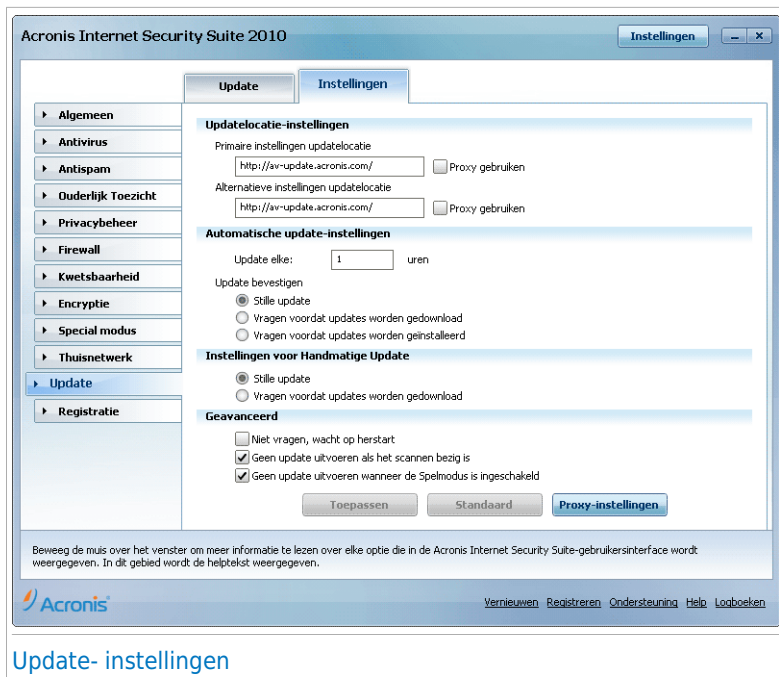 Acronis Internet Security Suite 2010
Instellingen
Update
Instellingen
Algemeen
Antivirus
Antispam
Ouderlijk Toezicht
Privacybeheer
Firewall
Kwetsbaarheid
Encryptie
Special modus
Thuisnetwerk
Update
Registratie
Updatelocatie-instellingen
Primaire instellingen updatelocatie
http://av-update.acronis.com/ Proxy gebruiken
Alternatieve instellingen updatelocatie
http://av-update.acronis.com/ Proxy gebruiken
Automatische update-instellingen
Update elke: 1 uren
Update bevestigen
Stille update
Vragen voordat updates worden gedownload
Vragen voordat updates worden geïnstalleerd
Instellingen voor Handmatige Update
Stille update
Vragen voordat updates worden gedownload
Geavanceerd
Niet vragen, wacht op herstart
Geen update uitvoeren als het scannen bezig is
Geen update uitvoeren wanneer de Spelmodus is ingeschakeld
Toepassen Standaard Proxy-instellingen
Beweeg de muis over het venster om meer informatie te lezen over elke optie die in de Acronis Internet Security Suite-gebruikersinterface wordt
weergegeven. In dit gebied wordt de helptekst weergegeven.
Acronis
Vernieuwen Registreren Ondersteuning Help Logboeken
Update- instellingen